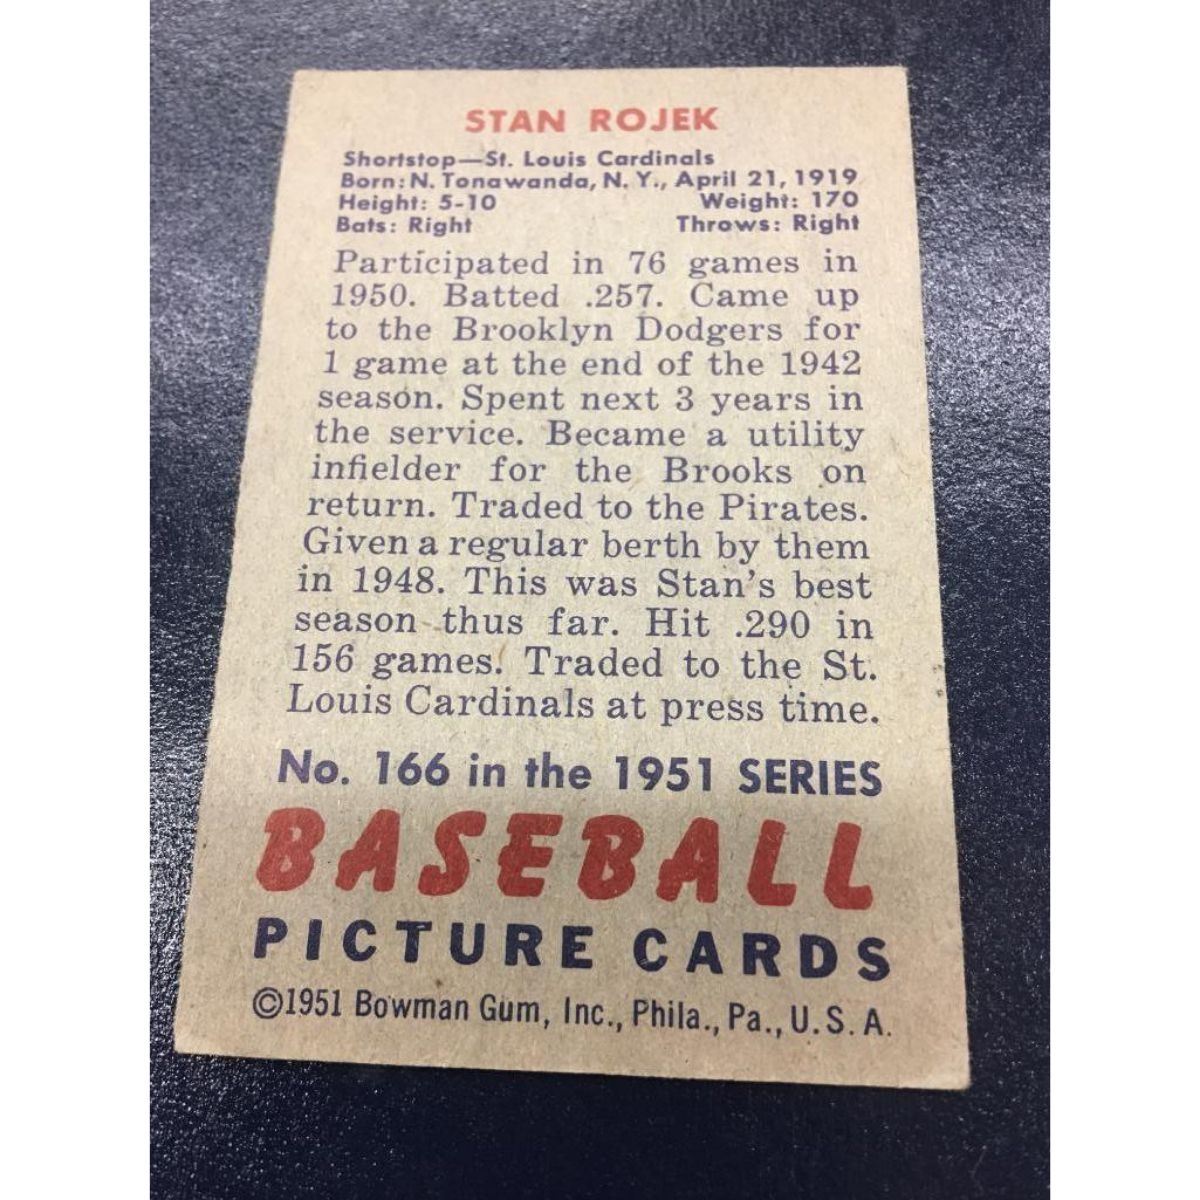 STAN ROJEK
Shortstop—St. Louis Cardinals
Born: N. Tonawanda, N. Y., April 21, 1919
Height: 5-10 Weight: 170
Bats: Right Throws: Right
Participated in 76 games in
1950. Batted .257. Came up
to the Brooklyn Dodgers for
1 game at the end of the 1942
season. Spent next 3 years in
the service. Became a utility
infielder for the Brooks on
return. Traded to the Pirates.
Given a regular berth by them
in 1948. This was Stan's best
season thus far. Hit .290 in
156 games. Traded to the St.
Louis Cardinals at press time.
No. 166 in the 1951 SERIES
BASEBALL
PICTURE CARDS
©1951 Bowman Gum, Inc., Phila., Pa., U. S. A.